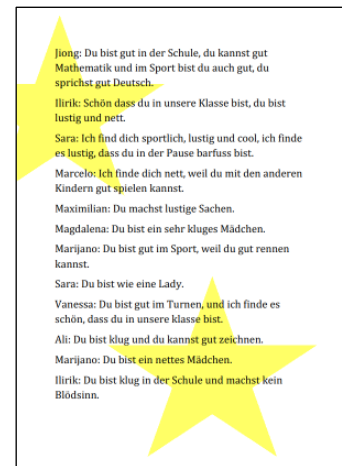 Jiong: Du bist gut in der Schule, du kannst gut
Mathematik und im Sport bist du auch gut, du
sprichst gut Deutsch.
Ilirik: Schön dass du in unsere Klasse bist, du bist
lustig und nett.
Sara: Ich find dich sportlich, lustig und cool, ich finde
es lustig, dass du in der Pause barfuss bist.
Marcelo: Ich finde dich nett, weil du mit den anderen
Kindern gut spielen kannst.
Maximilian: Du machst lustige Sachen.
Magdalena: Du bist ein sehr kluges Mädchen.
Marijano: Du bist gut im Sport, weil du gut rennen
kannst.
Sara: Du bist wie eine Lady.
Vanessa: Du bist gut im Turnen, und ich finde es
schön, dass du in unsere klasse bist.
Ali: Du bist klug und du kannst gut zeichnen.
Marijano: Du bist ein nettes Mädchen.
Ilirik: Du bist klug in der Schule und machst kein
Blödsinn.